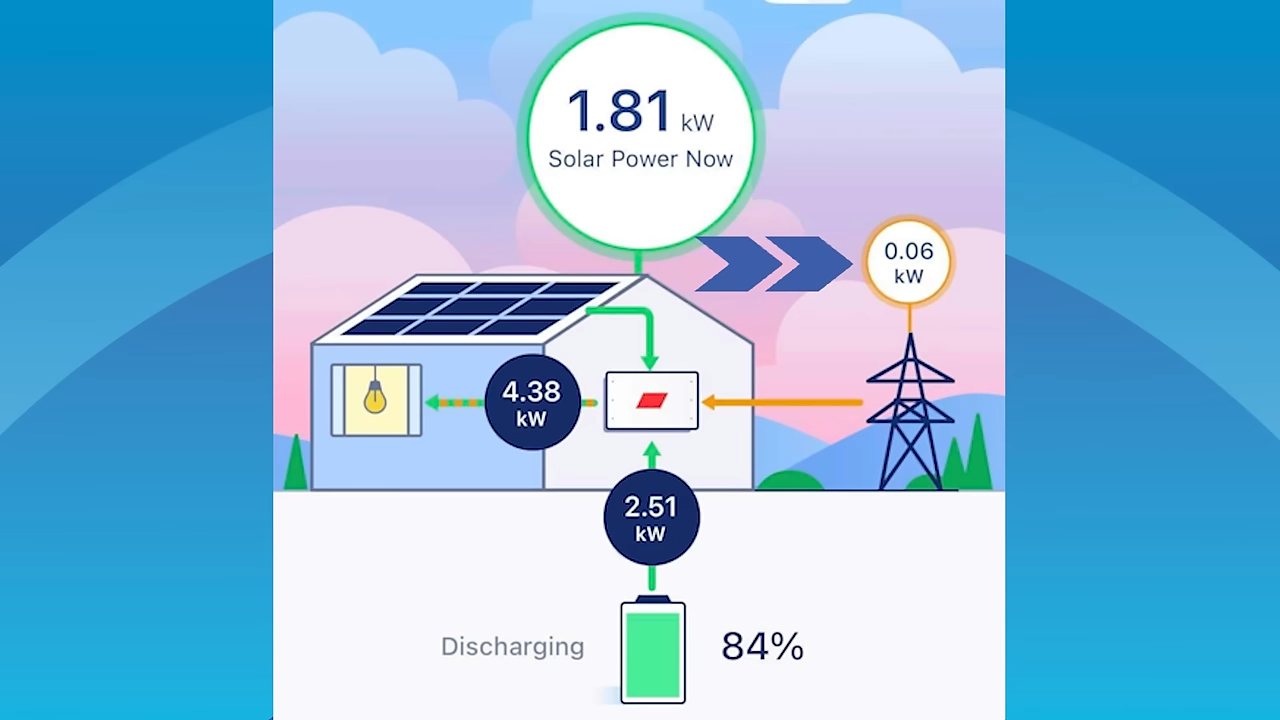 1.81 kW
Solar Power Now
0.06
kW
4.38
kW
2.51
kW
Discharging
84%